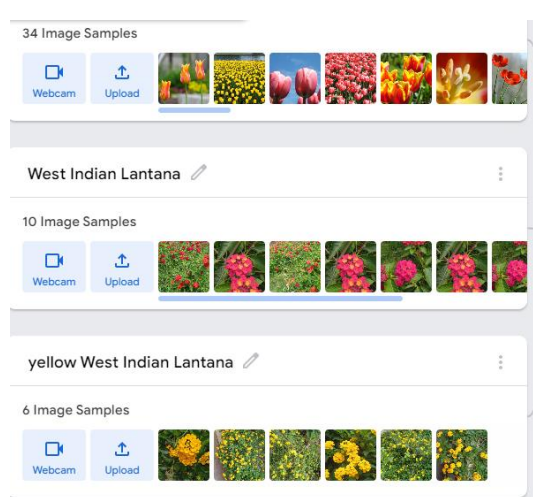 34 Image Samples
Webcam Upload
West Indian Lantana
10 Image Samples
Webcam Upload
yellow West Indian Lantana
6 Image Samples
Webcam Upload